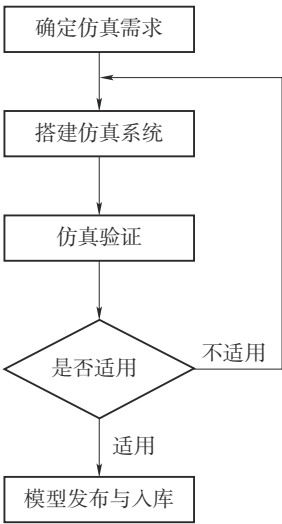 确定仿真需求
搭建仿真系统
仿真验证
是否适用
不适用
适用
模型发布与入库